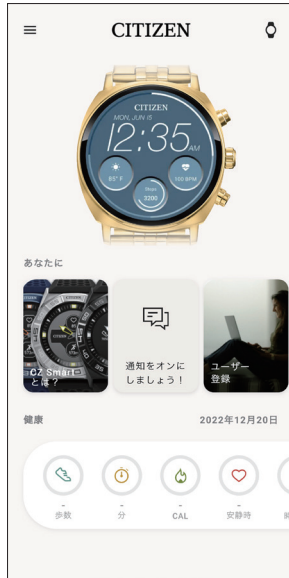 CITIZEN
CITIZEN
MON, JUN 15
12:35AM
85° F
100 BPM
Steps
3200
あなたに
CZ Smart
とは？
通知をオンに
しましょう！
ユーザー
登録
健康
2022年12月20日
-
-
-
-
歩数
分
CAL
安静時